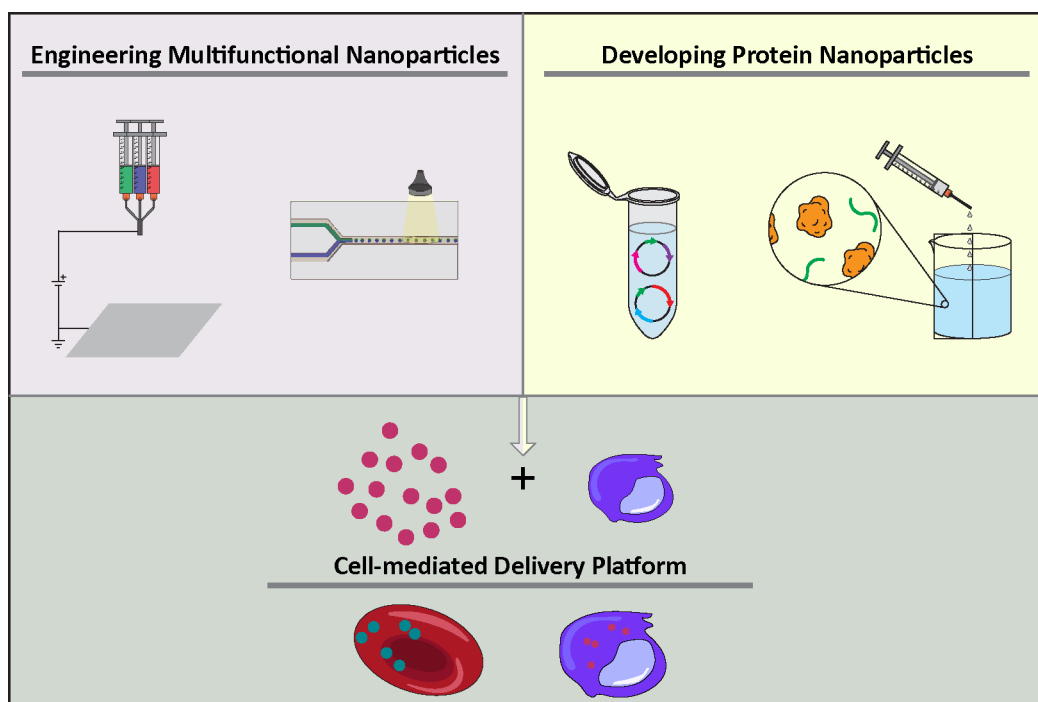 Engineering Multifunctional Nanoparticles
Developing Protein Nanoparticles
+
+
Cell-mediated Delivery Platform